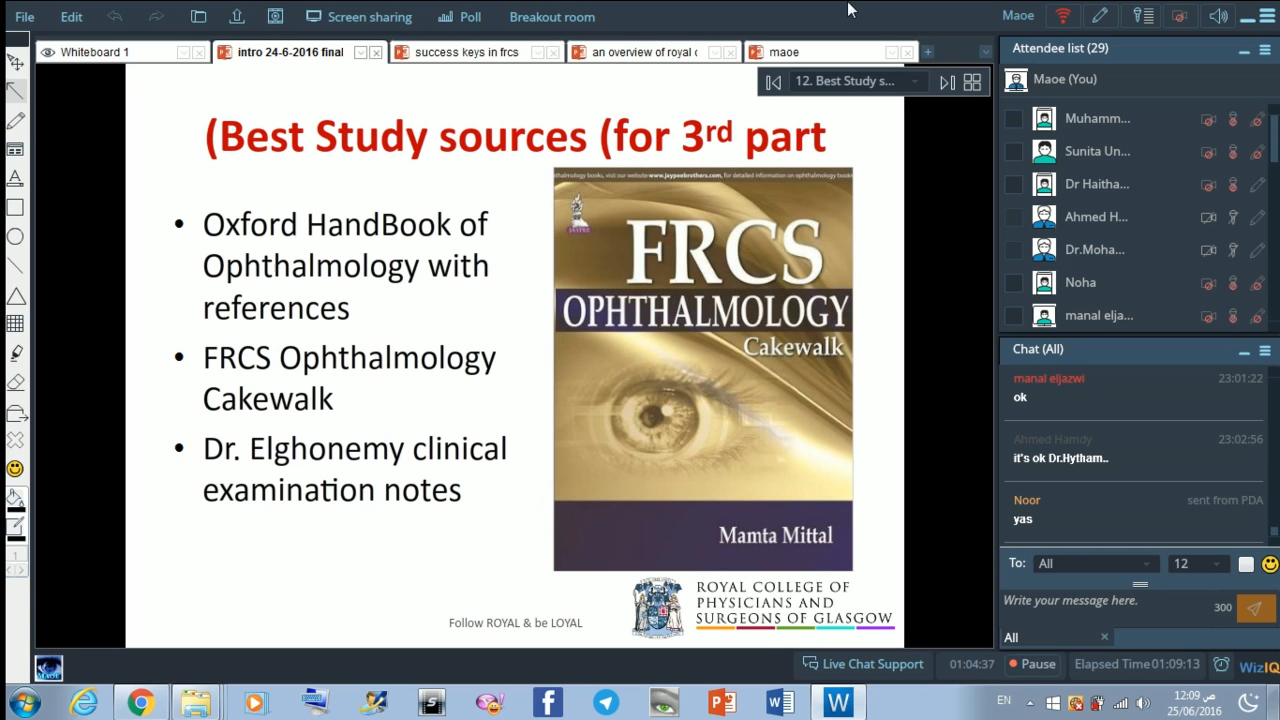 File Edit Screen sharing Poll Breakout room Maoe
Whiteboard 1 intro 24-6-2016 final success keys in frcs an overview of royal c maoe
12. Best Study s...
(Best Study sources (for 3rd part
• Oxford HandBook of
Ophthalmology with
references
• FRCS Ophthalmology
Cakewalk
• Dr. Elghonemy clinical
examination notes
JAYPEE
FRCS
OPHTHALMOLOGY
Cakewalk
Mamta Mittal
Follow ROYAL & be LOYAL
ROYAL COLLEGE OF
PHYSICIANS AND
SURGEONS OF GLASGOW
Attendee list (29)
Maoe (You)
Muhamm...
Sunita Un...
Dr Haitha...
Ahmed H...
Dr.Moha...
Noha
manal elja...
Chat (All)
manal eljazwi 23:01:22
ok
Ahmed Hamdy 23:02:56
it's ok Dr.Hytham..
Noor sent from PDA
yas
To: All 12
Write your message here. 300
All
MAOE
Live Chat Support 01:04:37 Pause Elapsed Time 01:09:13 WizIQ
1
EN 12:09 ص
25/06/2016